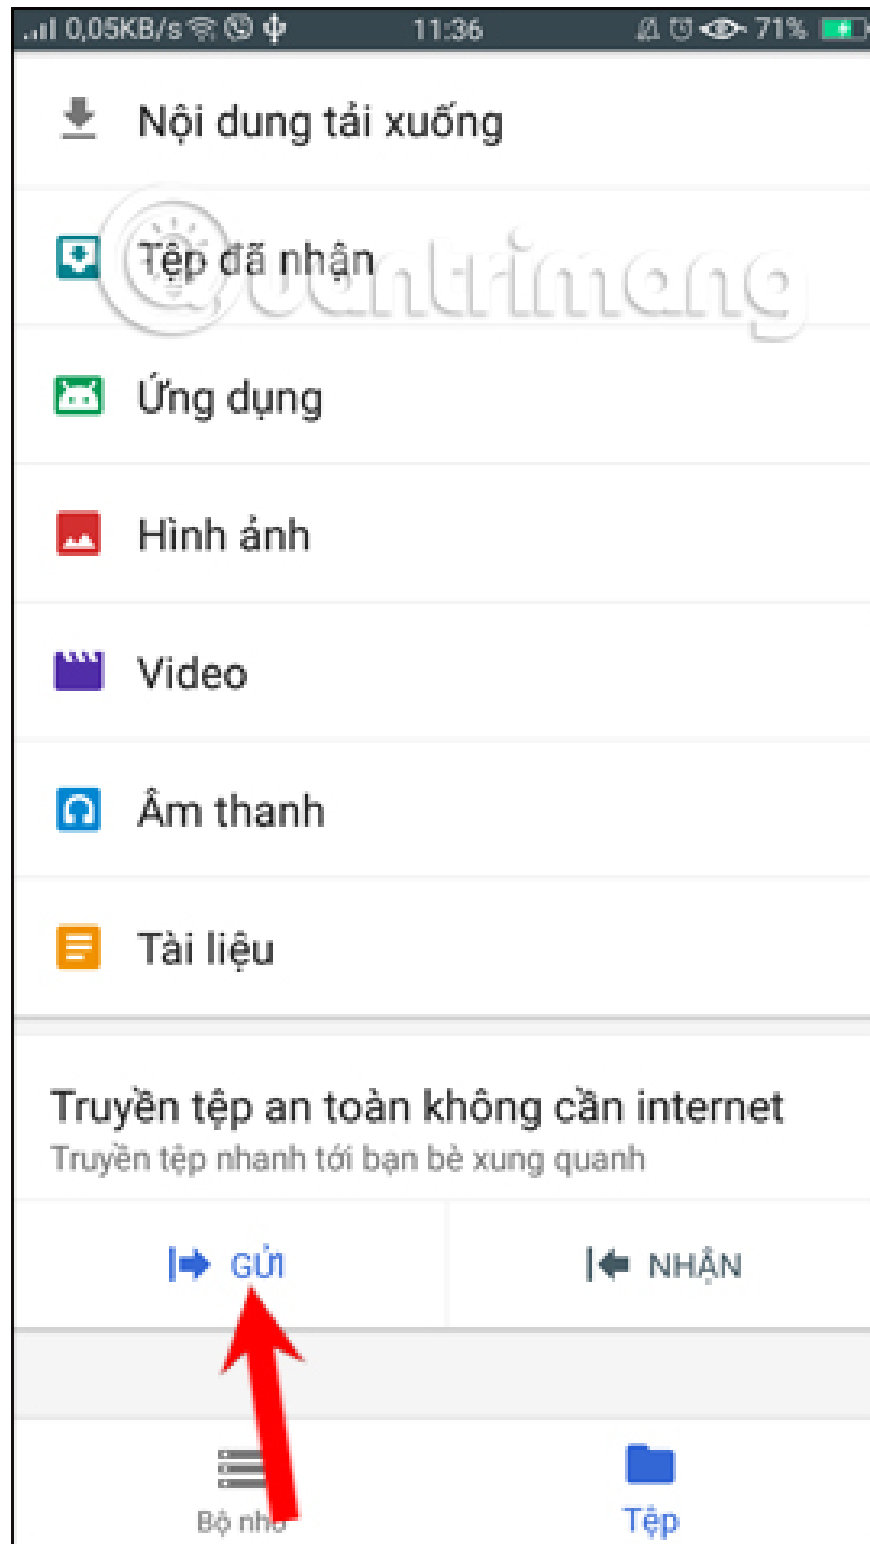 0,05KB/s 11:36 71%
Nội dung tải xuống
Tệp đã nhận
Quantrimang
Ứng dụng
Hình ảnh
Video
Âm thanh
Tài liệu
Truyền tệp an toàn không cần internet
Truyền tệp nhanh tới bạn bè xung quanh
GỬI NHẬN
Bộ nhớ Tệp